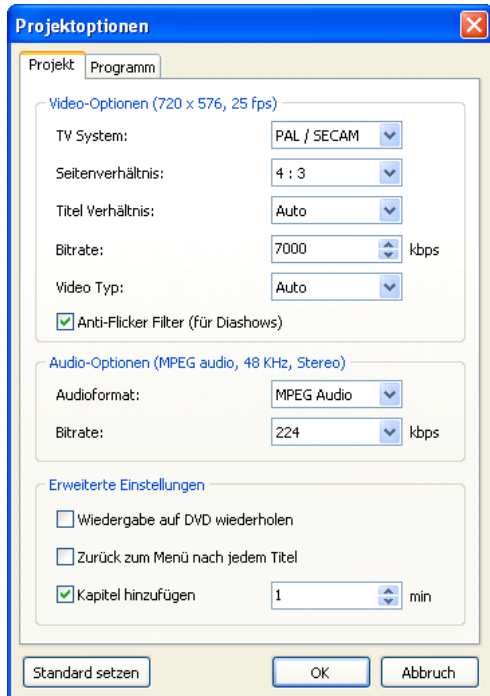 Projektoptionen
Projekt Programm
Video-Optionen (720 x 576, 25 fps)
TV System: PAL / SECAM
Seitenverhältnis: 4 : 3
Titel Verhältnis: Auto
Bitrate: 7000 kbps
Video Typ: Auto
Anti-Flicker Filter (für Diashows)
Audio-Optionen (MPEG audio, 48 KHz, Stereo)
Audioformat: MPEG Audio
Bitrate: 224 kbps
Erweiterte Einstellungen
Wiedergabe auf DVD wiederholen
Zurück zum Menü nach jedem Titel
Kapitel hinzufügen 1 min
Standard setzen OK Abbruch